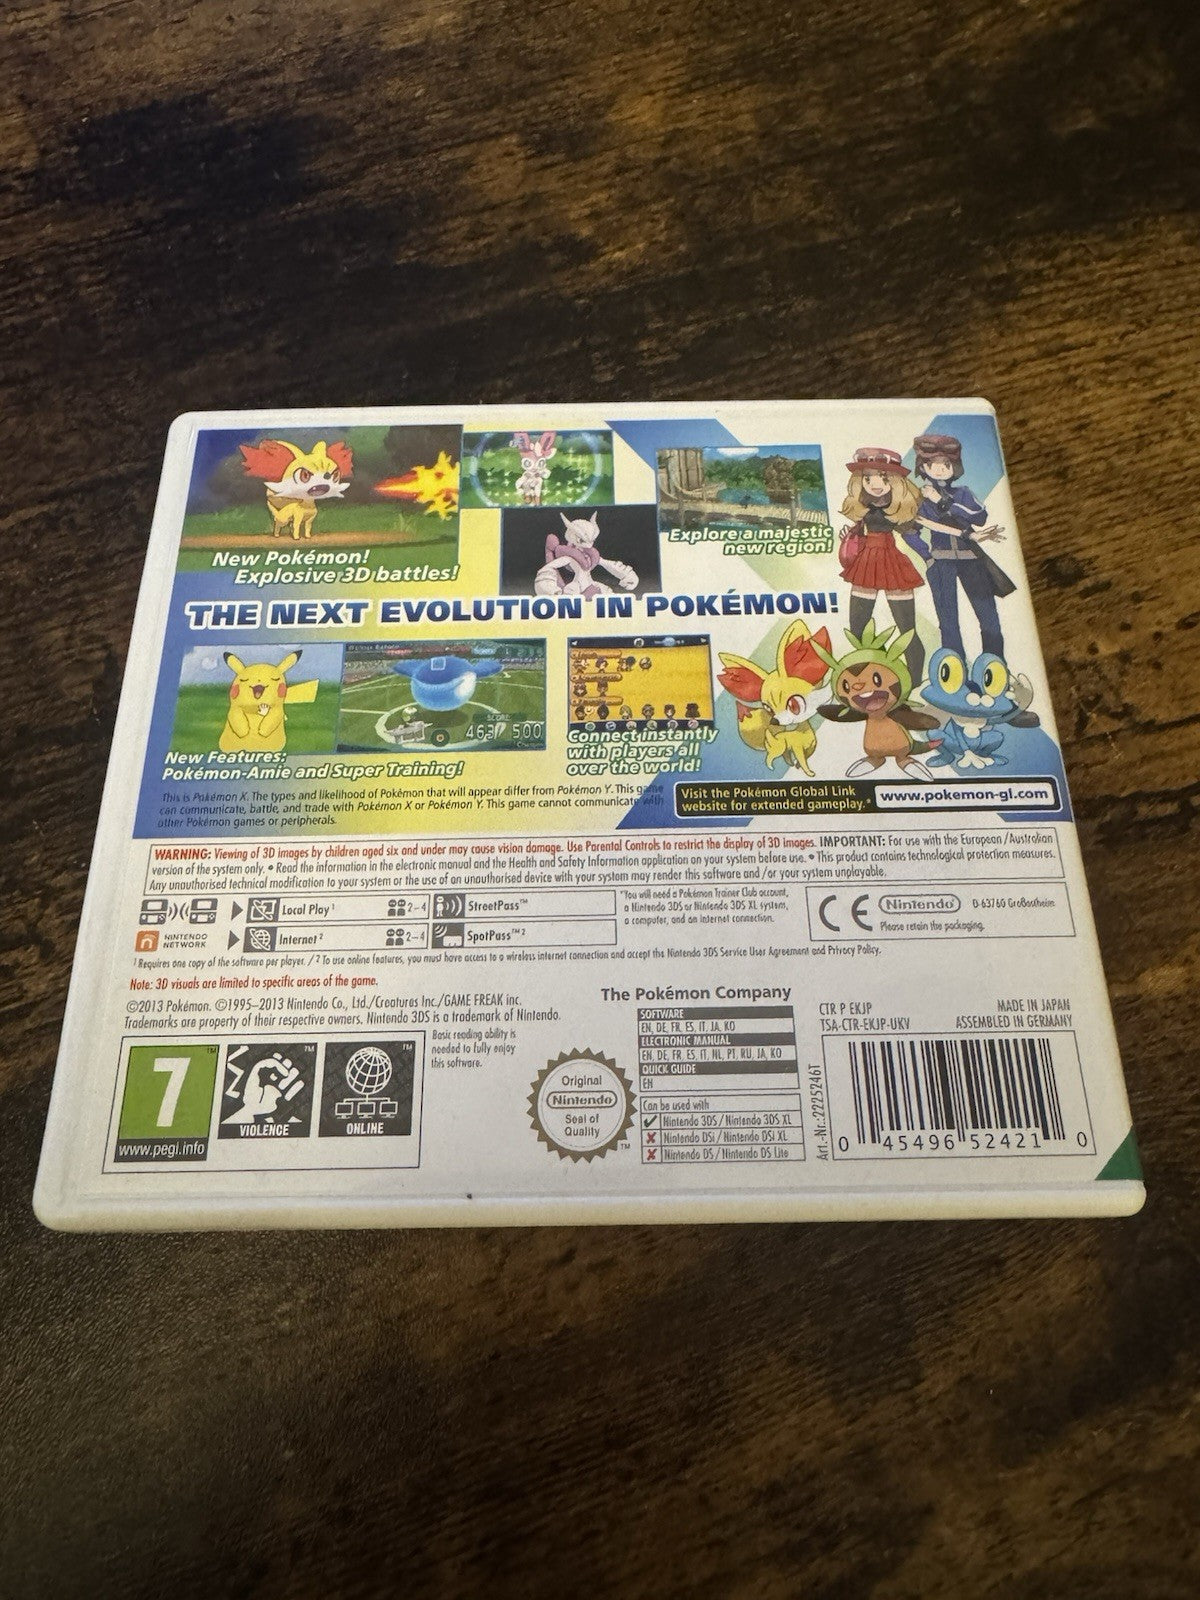 New Pokémon!
Explosive 3D battles!
Explore a majestic
new region!
THE NEXT EVOLUTION IN POKÉMON!
SCORE
463/ 500
New Features:
Pokémon-Amie and Super Training!
Connect instantly
with players all
over the world!
This is Pokémon X. The types and likelihood of Pokémon that will appear differ from Pokémon Y. This game
can communicate, battle, and trade with Pokémon X or Pokémon Y. This game cannot communicate with
other Pokémon games or peripherals.
Visit the Pokémon Global Link
website for extended gameplay.*
www.pokemon-gl.com
WARNING: Viewing of 3D images by children aged six and under may cause vision damage. Use Parental Controls to restrict the display of 3D images. IMPORTANT: For use with the European/Australian
version of the system only. • Read the information in the electronic manual and the Health and Safety Information application on your system before use. • This product contains technological protection measures.
Any unauthorised technical modification to your system or the use of an unauthorised device with your system may render this software and/or your system unplayable.
Local Play¹ 2–4
StreetPass™
NINTENDO
NETWORK
Internet² 2–4
SpotPass™²
*You will need a Pokémon Trainer Club account,
a Nintendo 3DS or Nintendo 3DS XL system,
a computer, and an internet connection.
CE Nintendo D-63760 Großostheim
Please retain the packaging.
¹ Requires one copy of the software per player. / ² To use online features, you must have access to a wireless internet connection and accept the Nintendo 3DS Service User Agreement and Privacy Policy.
Note: 3D visuals are limited to specific areas of the game.
©2013 Pokémon. ©1995–2013 Nintendo Co., Ltd./Creatures Inc./GAME FREAK inc.
Trademarks are property of their respective owners. Nintendo 3DS is a trademark of Nintendo.
7™
www.pegi.info
VIOLENCE™
ONLINE™
Basic reading ability is
needed to fully enjoy
this software.
Original
Nintendo
Seal of
Quality™
The Pokémon Company
SOFTWARE
EN, DE, FR, ES, IT, JA, KO
ELECTRONIC MANUAL
EN, DE, FR, ES, IT, NL, PT, RU, JA, KO
QUICK GUIDE
EN
Can be used with
✓ Nintendo 3DS / Nintendo 3DS XL
✗ Nintendo DSi / Nintendo DSi XL
✗ Nintendo DS / Nintendo DS Lite
CTR P EKJP
TSA-CTR-EKJP-UKV
MADE IN JAPAN
ASSEMBLED IN GERMANY
Art.-Nr.:2225246T
0 45496 52421 0